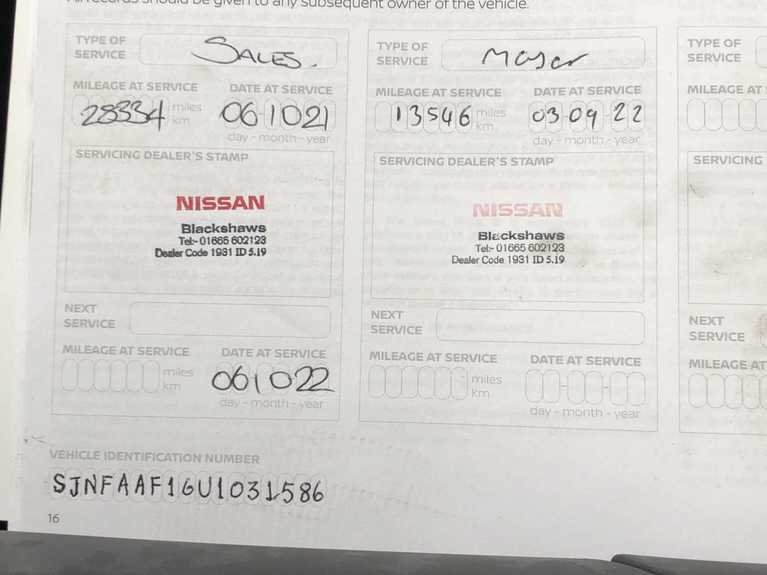 All records should be given to any subsequent owner of the vehicle.
TYPE OF SERVICE SALES.
MILEAGE AT SERVICE DATE AT SERVICE
28334 miles km 06 10 21
day - month - year
SERVICING DEALER'S STAMP
NISSAN
Blackshaws
Tel:- 01665 602123
Dealer Code 1931 ID 5.19
NEXT SERVICE
MILEAGE AT SERVICE DATE AT SERVICE
miles km 06 10 22
day - month - year
TYPE OF SERVICE Major
MILEAGE AT SERVICE DATE AT SERVICE
13546 miles km 03-09-22
day - month - year
SERVICING DEALER'S STAMP
NISSAN
Blackshaws
Tel:- 01665 602123
Dealer Code 1931 ID 5.19
NEXT SERVICE
MILEAGE AT SERVICE DATE AT SERVICE
miles km
day - month - year
TYPE OF SERVICE
MILEAGE AT
SERVICING
NEXT SERVICE
MILEAGE AT
VEHICLE IDENTIFICATION NUMBER
SJNFAAF16U1031586
16